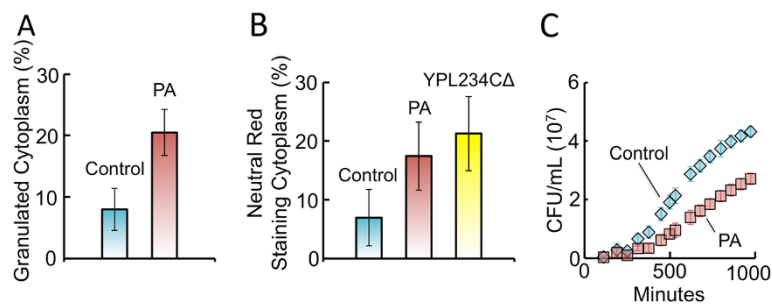 A
Granulated Cytoplasm (%)
30
20
10
0
Control
PA
B
Neutral Red
Staining Cytoplasm (%)
30
20
10
0
Control
PA
YPL234CΔ
C
CFU/mL (10⁷)
6
4
2
0
Control
PA
500
1000
Minutes